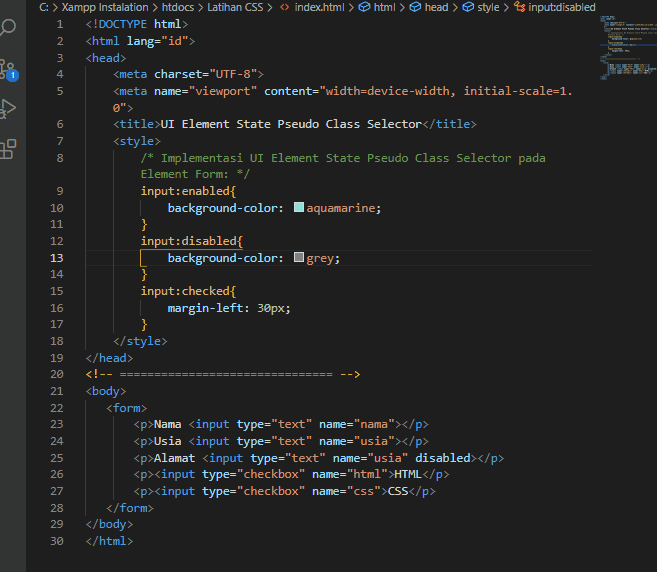 C: > Xampp Instalation > htdocs > Latihan CSS > index.html > html > head > style > input:disabled
1 <!DOCTYPE html>
2 <html lang="id">
3 <head>
4 <meta charset="UTF-8">
5 <meta name="viewport" content="width=device-width, initial-scale=1.
0">
6 <title>UI Element State Pseudo Class Selector</title>
7 <style>
8 /* Implementasi UI Element State Pseudo Class Selector pada
Element Form: */
9 input:enabled{
10 background-color: aquamarine;
11 }
12 input:disabled{
13 background-color: grey;
14 }
15 input:checked{
16 margin-left: 30px;
17 }
18 </style>
19 </head>
20 <!-- =============================== -->
21 <body>
22 <form>
23 <p>Nama <input type="text" name="nama"></p>
24 <p>Usia <input type="text" name="usia"></p>
25 <p>Alamat <input type="text" name="usia" disabled></p>
26 <p><input type="checkbox" name="html">HTML</p>
27 <p><input type="checkbox" name="css">CSS</p>
28 </form>
29 </body>
30 </html>
1